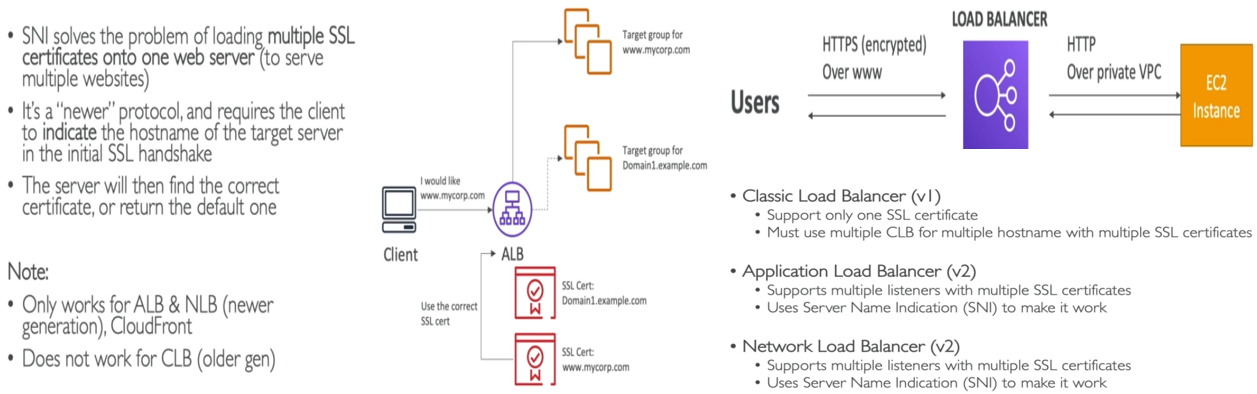 • SNI solves the problem of loading multiple SSL
certificates onto one web server (to serve
multiple websites)
• It's a "newer" protocol, and requires the client
to indicate the hostname of the target server
in the initial SSL handshake
• The server will then find the correct
certificate, or return the default one
Note:
• Only works for ALB & NLB (newer
generation), CloudFront
• Does not work for CLB (older gen)
Target group for
www.mycorp.com
Target group for
Domain1.example.com
I would like
www.mycorp.com
Client
ALB
Use the correct
SSL cert
SSL Cert:
Domain1.example.com
SSL Cert:
www.mycorp.com
LOAD BALANCER
HTTPS (encrypted)
Over www
HTTP
Over private VPC
Users
EC2
Instance
• Classic Load Balancer (v1)
• Support only one SSL certificate
• Must use multiple CLB for multiple hostname with multiple SSL certificates
• Application Load Balancer (v2)
• Supports multiple listeners with multiple SSL certificates
• Uses Server Name Indication (SNI) to make it work
• Network Load Balancer (v2)
• Supports multiple listeners with multiple SSL certificates
• Uses Server Name Indication (SNI) to make it work